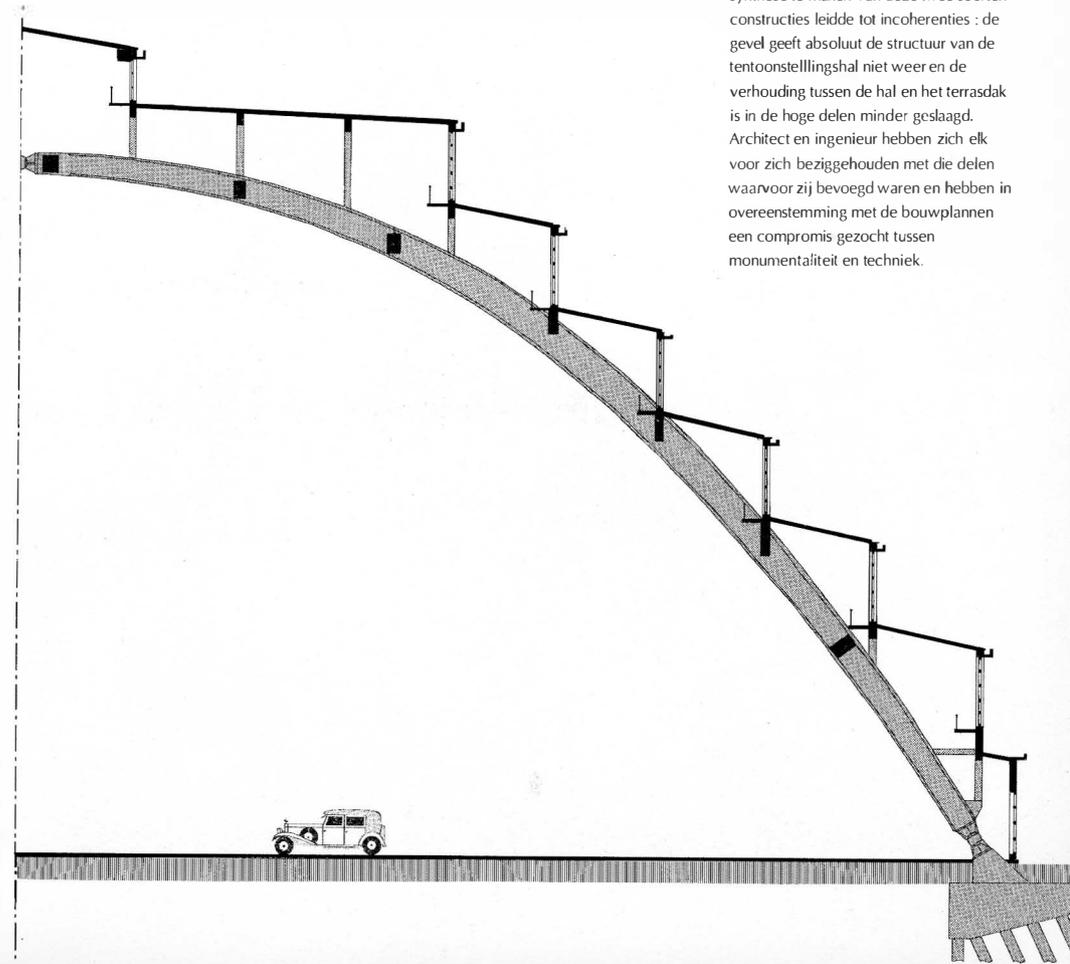 constructies leidde tot incoherenties : de
gevel geeft absoluut de structuur van de
tentoonstelllingshal niet weer en de
verhouding tussen de hal en het terrasdak
is in de hoge delen minder geslaagd.
Architect en ingenieur hebben zich elk
voor zich beziggehouden met die delen
waarvoor zij bevoegd waren en hebben in
overeenstemming met de bouwplannen
een compromis gezocht tussen
monumentaliteit en techniek.